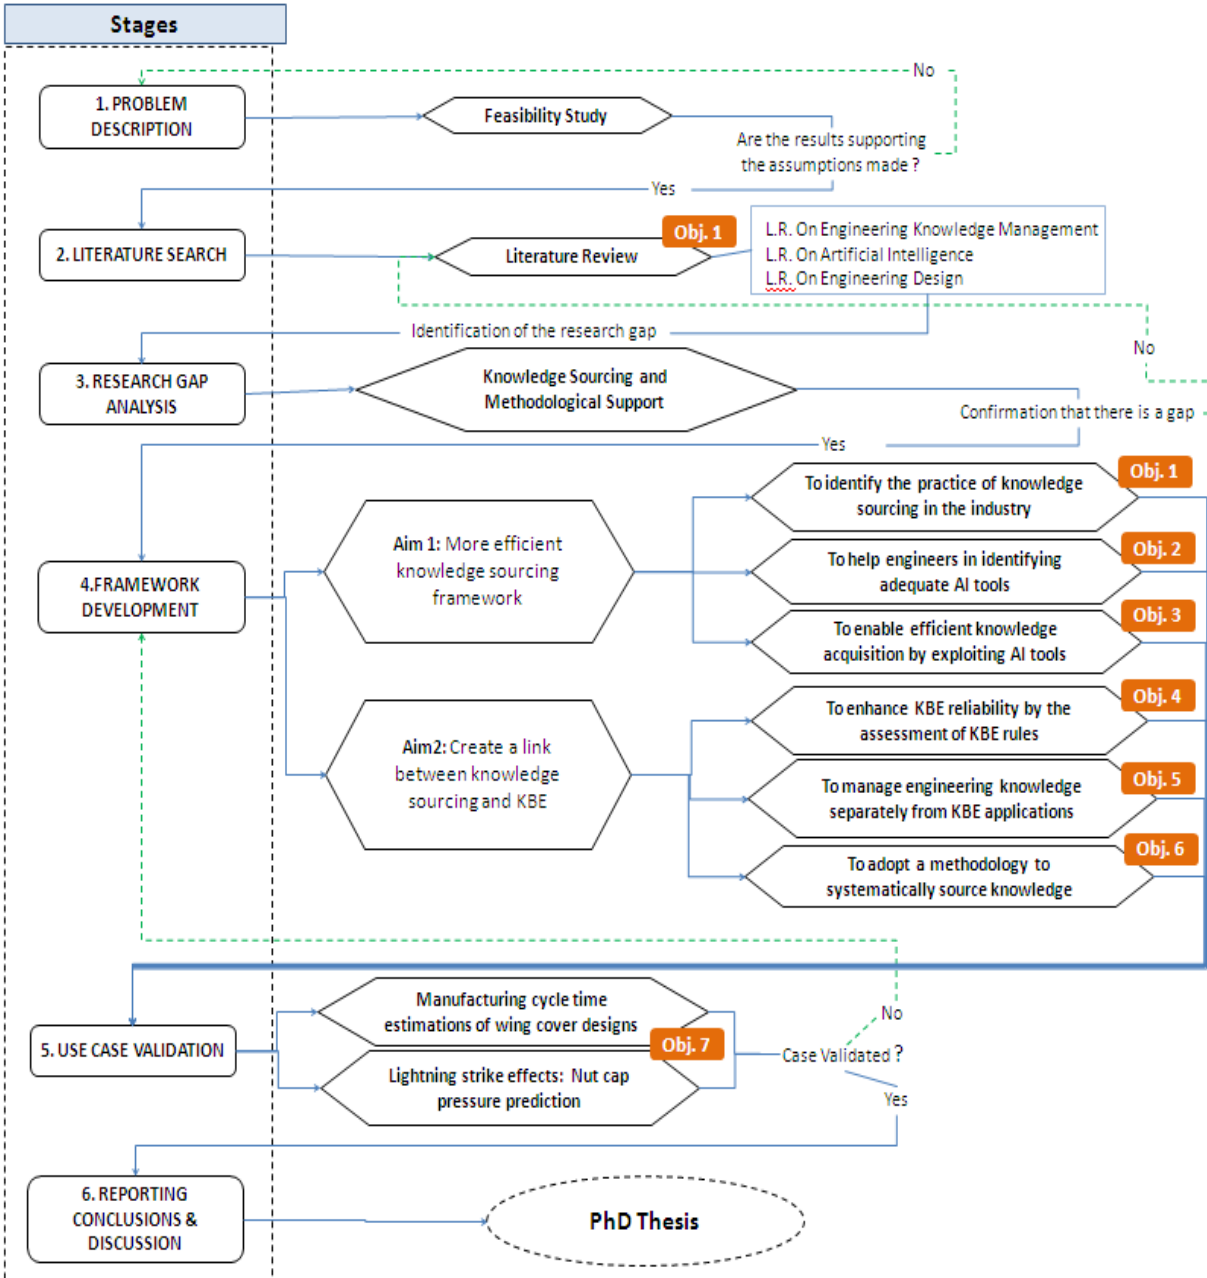 Stages
No
1. PROBLEM
DESCRIPTION
Feasibility Study
Are the results supporting
the assumptions made ?
Yes
2. LITERATURE SEARCH
Obj. 1
Literature Review
L.R. On Engineering Knowledge Management
L.R. On Artificial Intelligence
L.R. On Engineering Design
Identification of the research gap
No
3. RESEARCH GAP
ANALYSIS
Knowledge Sourcing and
Methodological Support
Confirmation that there is a gap
Yes
4.FRAMEWORK
DEVELOPMENT
Aim 1: More efficient
knowledge sourcing
framework
Obj. 1
To identify the practice of knowledge
sourcing in the industry
Obj. 2
To help engineers in identifying
adequate AI tools
Obj. 3
To enable efficient knowledge
acquisition by exploiting AI tools
Aim2: Create a link
between knowledge
sourcing and KBE
Obj. 4
To enhance KBE reliability by the
assessment of KBE rules
Obj. 5
To manage engineering knowledge
separately from KBE applications
Obj. 6
To adopt a methodology to
systematically source knowledge
5. USE CASE VALIDATION
Manufacturing cycle time
estimations of wing cover designs
Obj. 7
Lightning strike effects: Nut cap
pressure prediction
No
Case Validated ?
Yes
6. REPORTING
CONCLUSIONS &
DISCUSSION
PhD Thesis